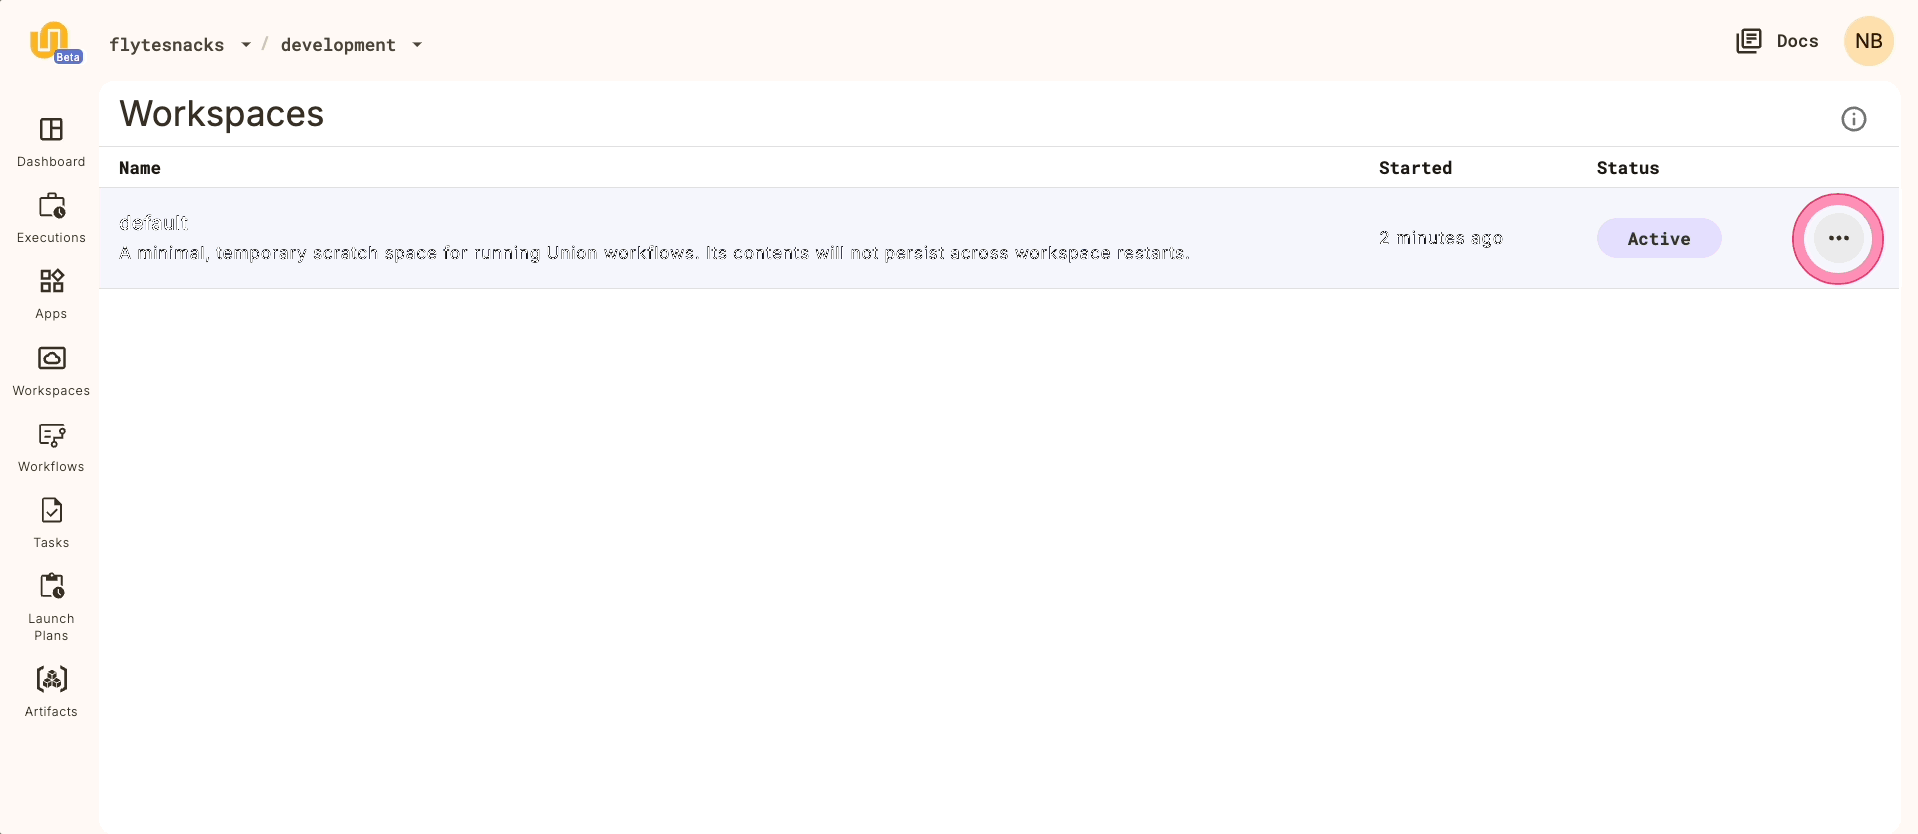 Beta
flytesnacks / development
Docs
NB
Workspaces
Name Started Status
default
A minimal, temporary scratch space for running Union workflows. Its contents will not persist across workspace restarts.
2 minutes ago
Active
Dashboard
Executions
Apps
Workspaces
Workflows
Tasks
Launch
Plans
Artifacts